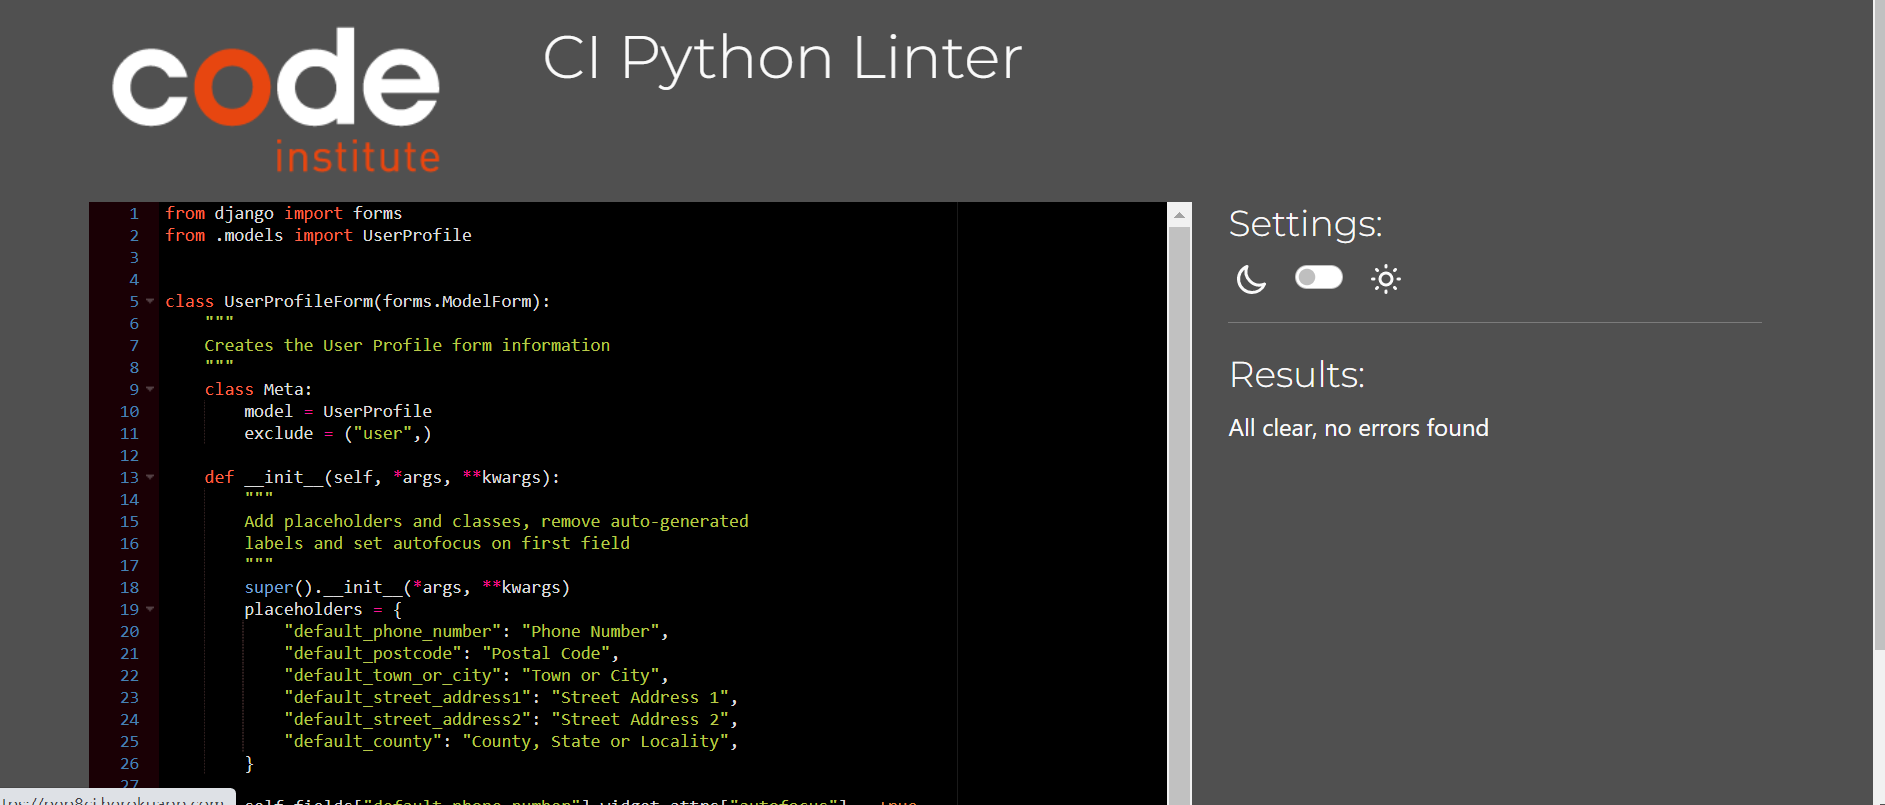 code
institute
CI Python Linter
1 from django import forms
2 from .models import UserProfile
3
4
5 class UserProfileForm(forms.ModelForm):
6     """
7     Creates the User Profile form information
8     """
9     class Meta:
10         model = UserProfile
11         exclude = ("user",)
12
13     def __init__(self, *args, **kwargs):
14         """
15         Add placeholders and classes, remove auto-generated
16         labels and set autofocus on first field
17         """
18         super().__init__(*args, **kwargs)
19         placeholders = {
20             "default_phone_number": "Phone Number",
21             "default_postcode": "Postal Code",
22             "default_town_or_city": "Town or City",
23             "default_street_address1": "Street Address 1",
24             "default_street_address2": "Street Address 2",
25             "default_county": "County, State or Locality",
26         }
27
self.fields["default_phone_number"].widget.attrs["autofocus"]
Settings:
Results:
All clear, no errors found